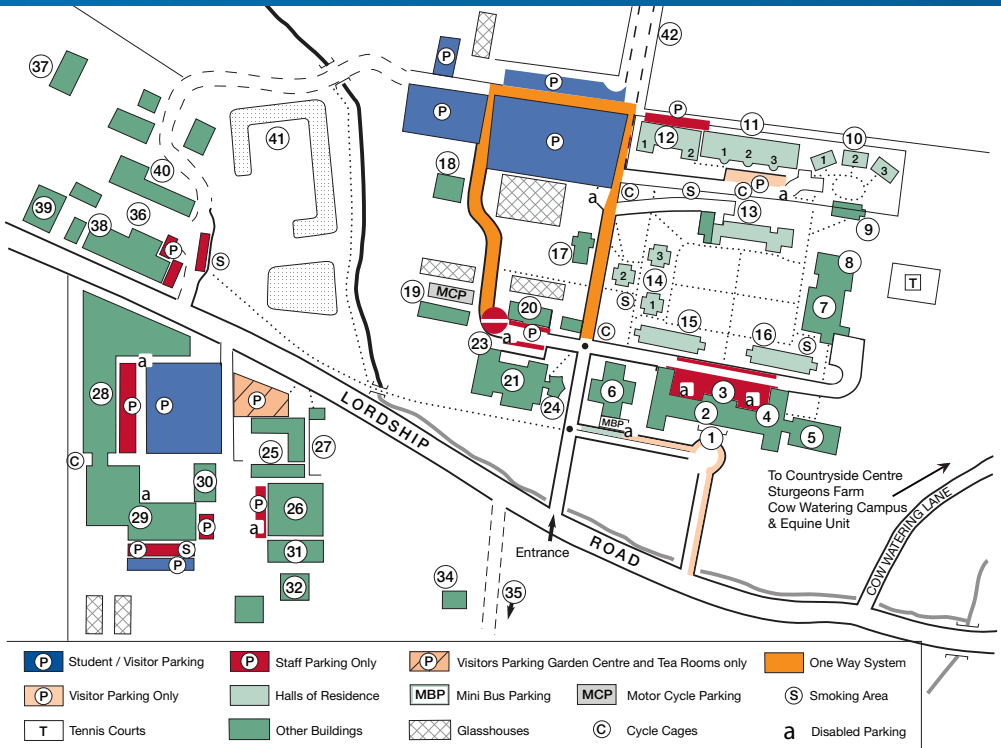 42
37
P
P
P
P
11
10
12
1
2
1
2
3
1
2
3
41
P
18
P
40
C
S
C
a
a
39
36
38
13
9
P
S
17
3
2
14
1
S
8
7
T
19
MCP
20
P
C
15
16
S
23
a
21
24
6
a
3
a
2
4
MBP
a
1
5
28
a
P
P
P
LORDSHIP
ROAD
25
27
C
30
a
29
P
26
a
P
P
S
P
31
32
34
35
Entrance
To Countryside Centre
Sturgeons Farm
Cow Watering Campus
& Equine Unit
COW WATERING LANE
P Student / Visitor Parking
P Staff Parking Only
P Visitors Parking Garden Centre and Tea Rooms only
One Way System
P Visitor Parking Only
Halls of Residence
MBP Mini Bus Parking
MCP Motor Cycle Parking
S Smoking Area
T Tennis Courts
Other Buildings
Glasshouses
C Cycle Cages
a Disabled Parking